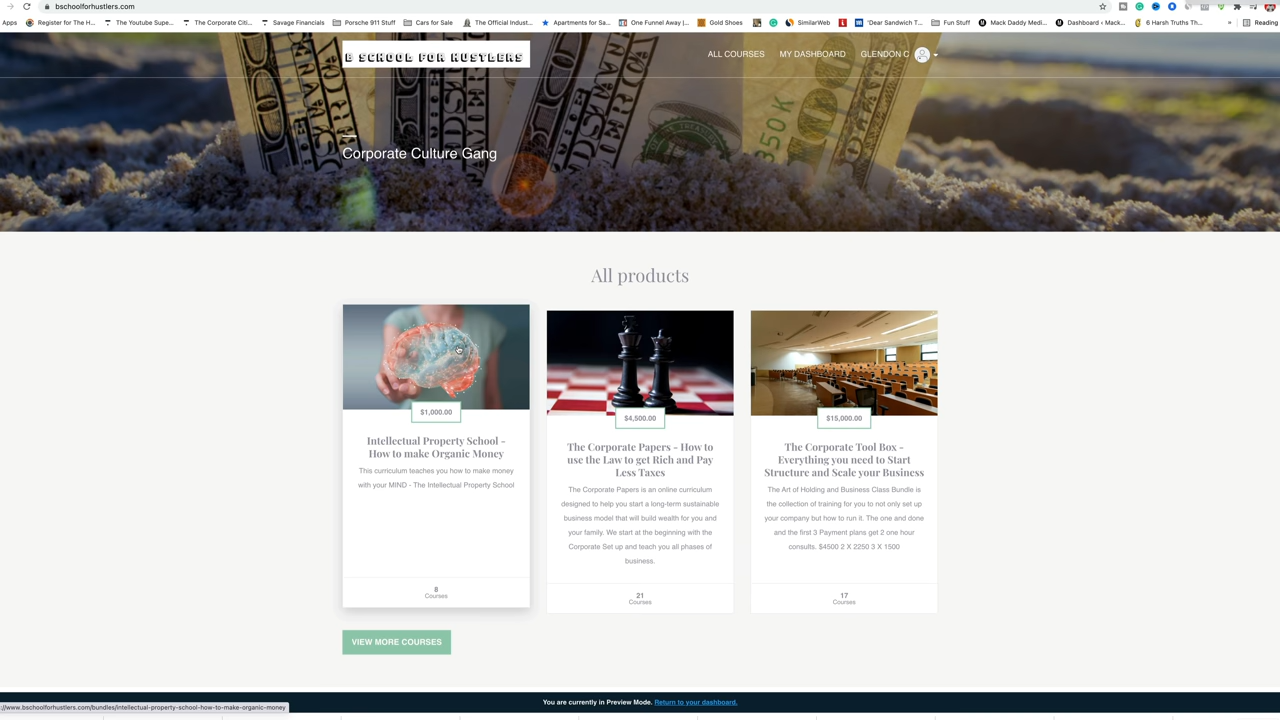 bschoolforhustlers.com
Apps Register for The H... The Youtube Supe... The Corporate Citi... Savage Financials Porsche 911 Stuff Cars for Sale The Official Indust... Apartments for Sa... One Funnel Away |... Gold Shoes SimilarWeb 'Dear Sandwich T... Fun Stuff Mack Daddy Medi... Dashboard ‹ Mack... 6 Harsh Truths Th... » Reading
B SCHOOL FOR HUSTLERS
ALL COURSES MY DASHBOARD GLENDON C
Corporate Culture Gang
All products
$1,000.00
Intellectual Property School -
How to make Organic Money
This curriculum teaches you how to make money
with your MIND - The Intellectual Property School
8
Courses
$4,500.00
The Corporate Papers - How to
use the Law to get Rich and Pay
Less Taxes
The Corporate Papers is an online curriculum
designed to help you start a long-term sustainable
business model that will build wealth for you and
your family. We start at the beginning with the
Corporate Set up and teach you all phases of
business.
21
Courses
$15,000.00
The Corporate Tool Box -
Everything you need to Start
Structure and Scale your Business
The Art of Holding and Business Class Bundle is
the collection of training for you to not only set up
your company but how to run it. The one and done
and the first 3 Payment plans get 2 one hour
consults. $4500 2 X 2250 3 X 1500
17
Courses
VIEW MORE COURSES
You are currently in Preview Mode. Return to your dashboard.
://www.bschoolforhustlers.com/bundles/intellectual-property-school-how-to-make-organic-money